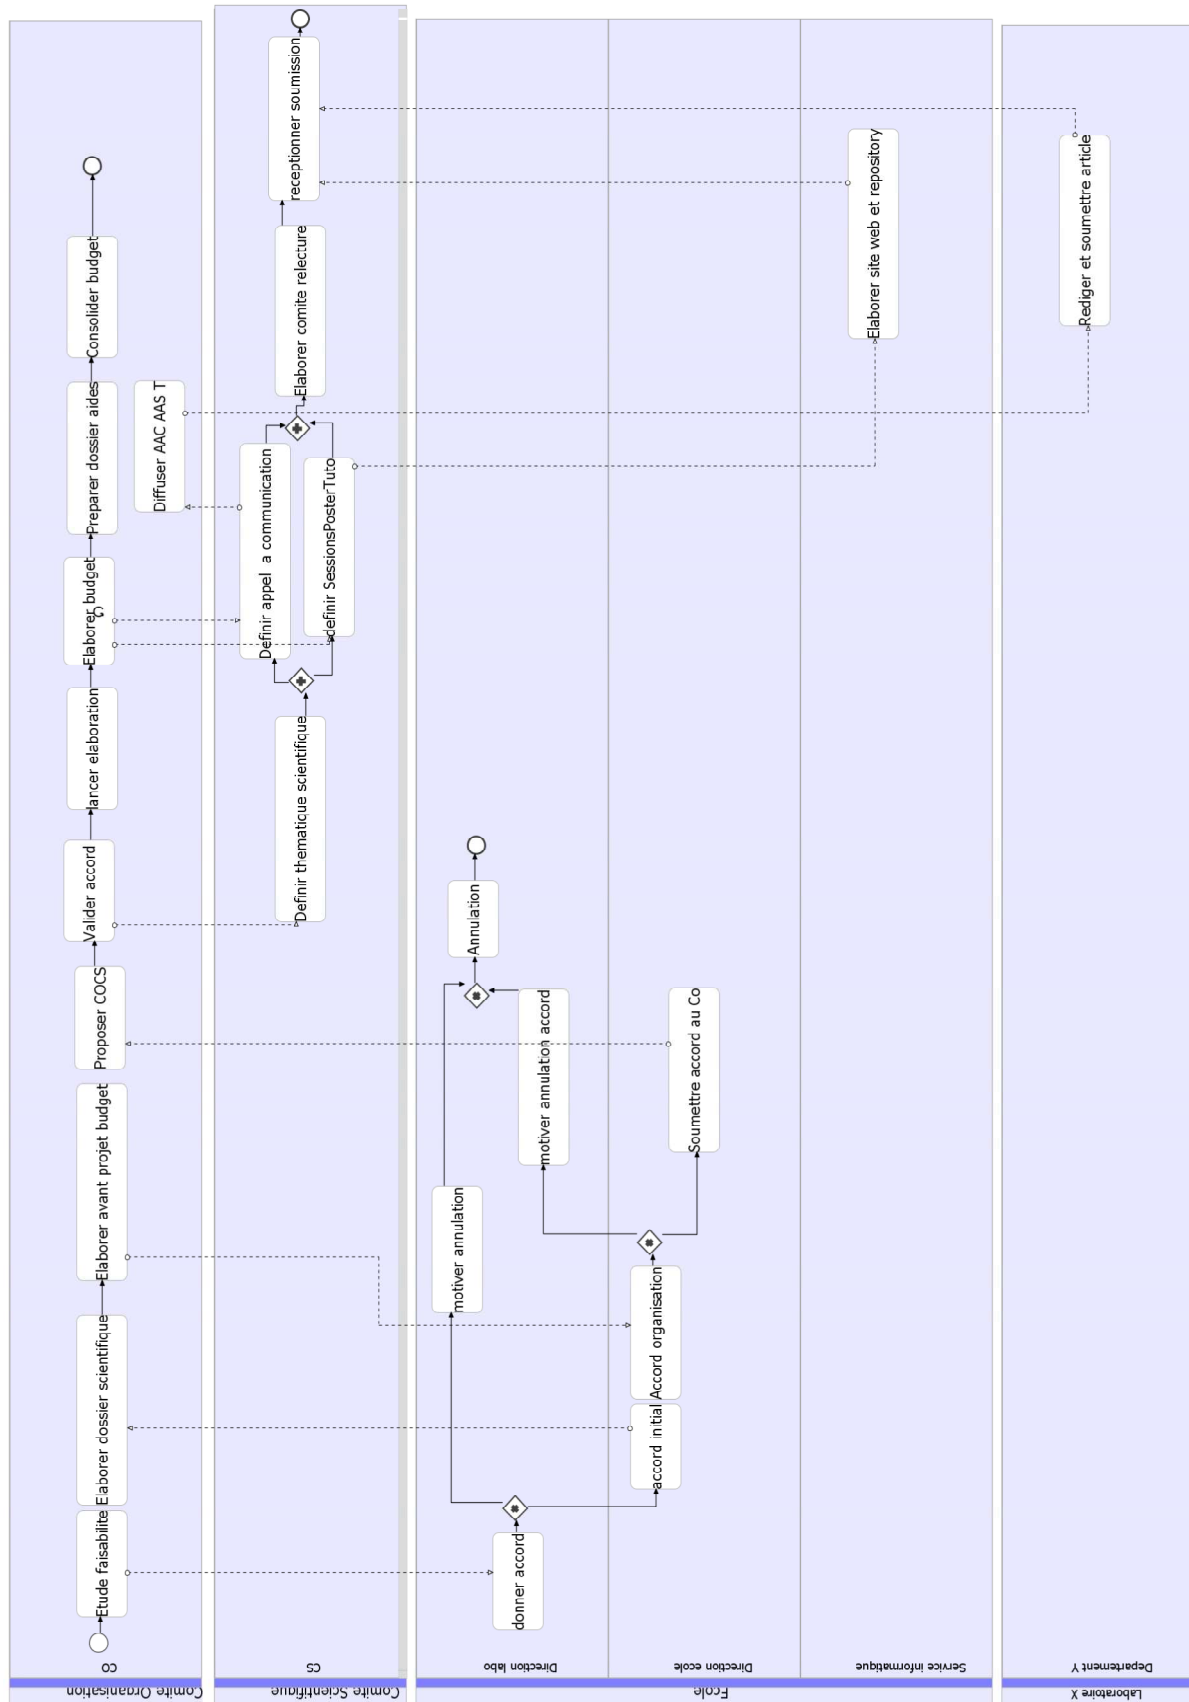 Comite Organisation
CO
Etude faisabilite
Elaborer dossier scientifique
Elaborer avant projet budget
Proposer COCS
Valider accord
lancer elaboration
Elaborer budget
Preparer dossier aides
Consolider budget
Diffuser AAC AAS T
Comite Scientifique
CS
Definir thematique scientifique
Definir appel a communication
definir SessionsPosterTuto
Elaborer comite relecture
receptionner soumission
Ecole
Direction labo
donner accord
motiver annulation
motiver annulation accord
Annulation
Direction ecole
accord initial
Accord organisation
Soumettre accord au Co
Service informatique
Elaborer site web et repository
Laboratoire X
Departement Y
Rediger et soumettre article